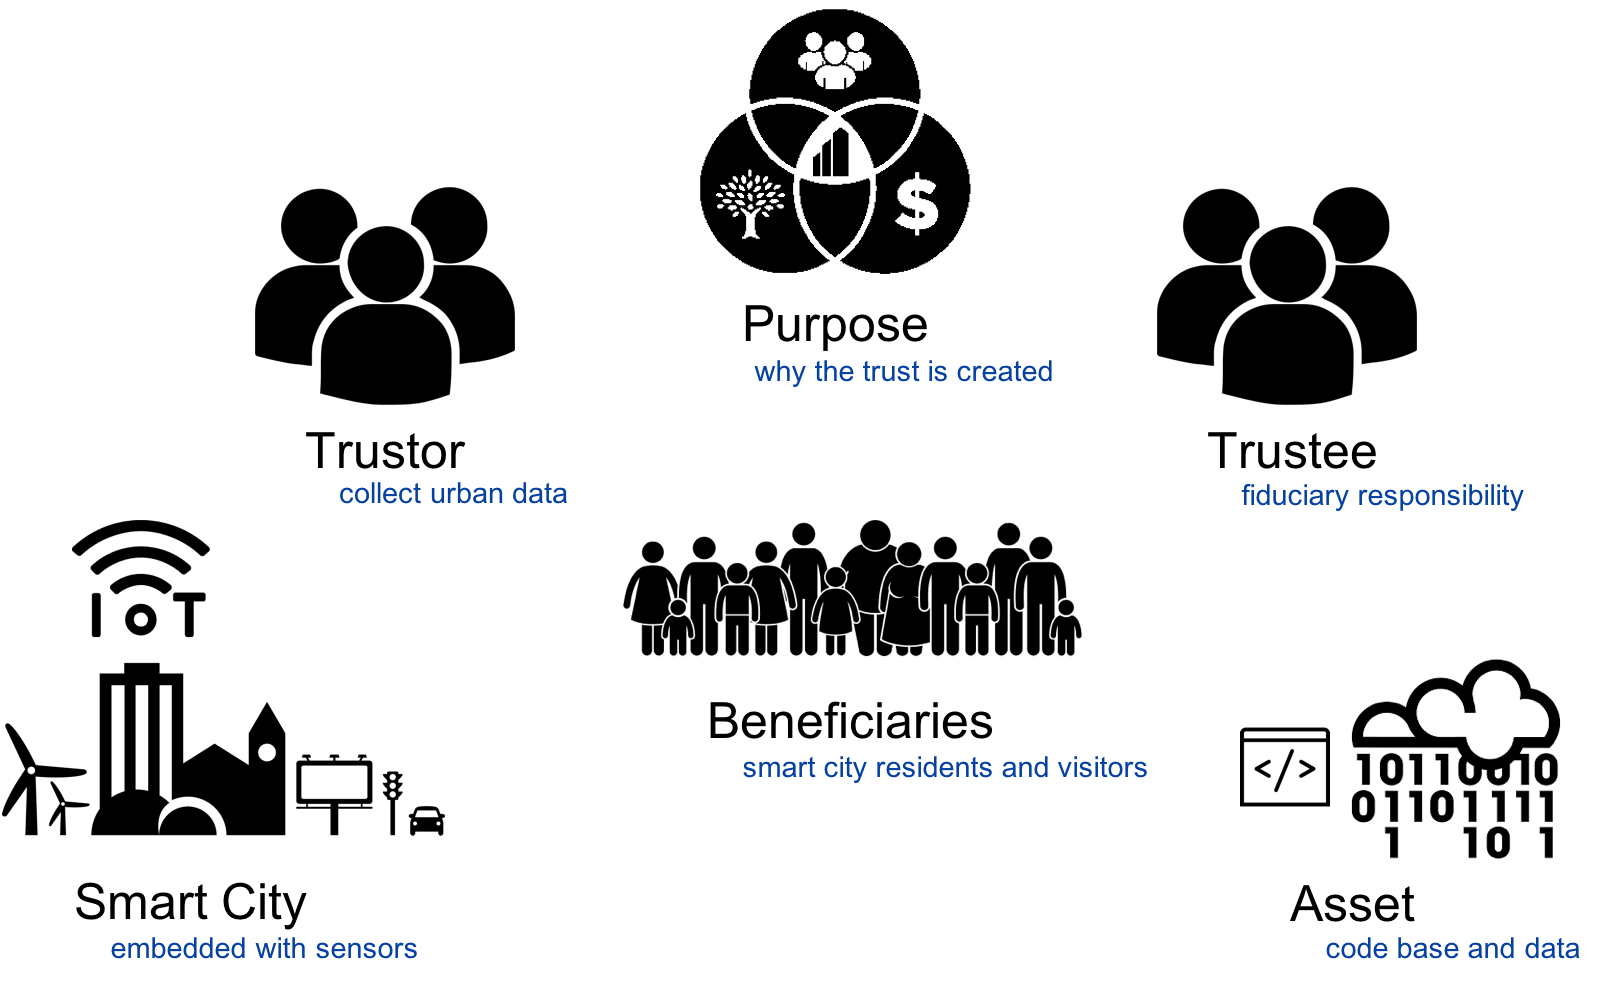 $
Purpose
why the trust is created
Trustor
collect urban data
Trustee
fiduciary responsibility
IoT
Beneficiaries
smart city residents and visitors
</>
10110010
01101111
1 10 1
Smart City
embedded with sensors
Asset
code base and data